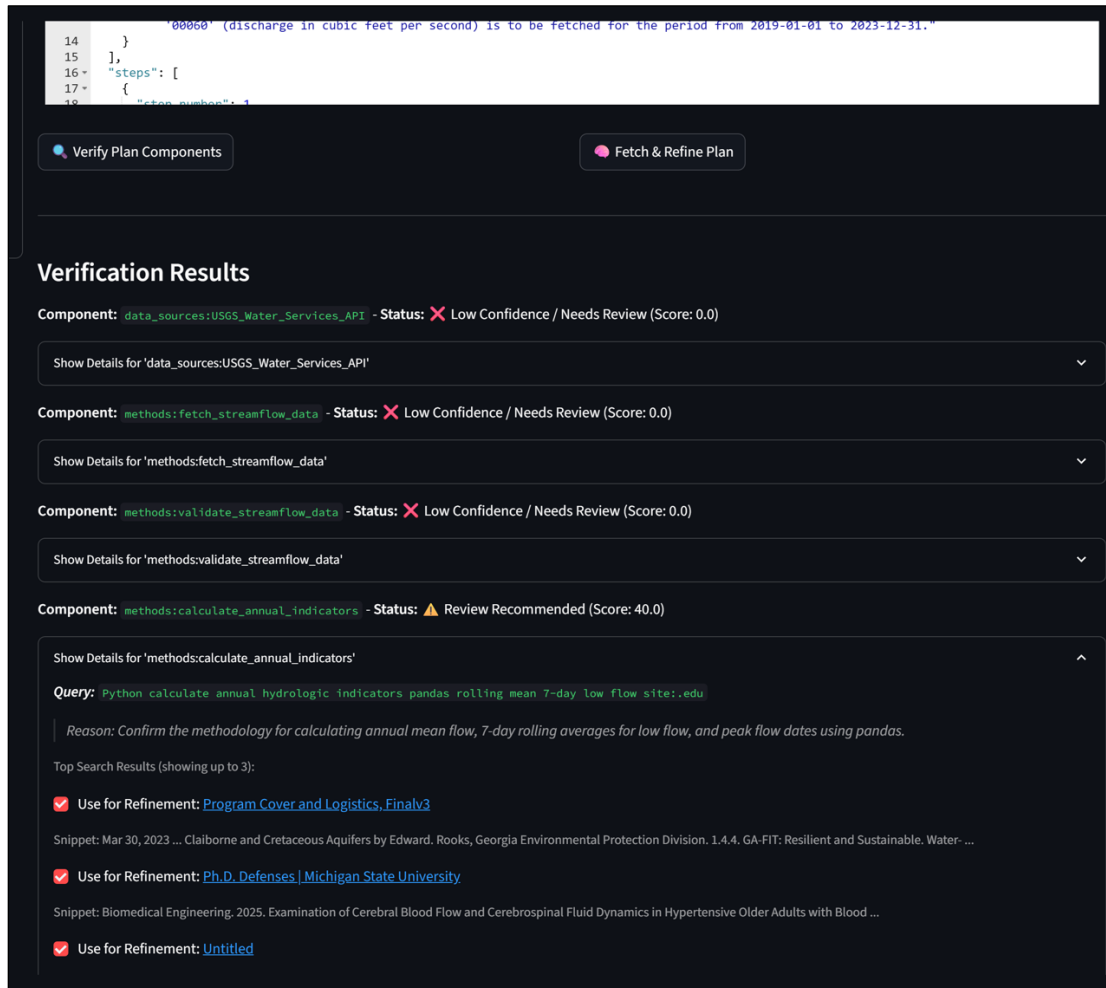 '00060' (discharge in cubic feet per second) is to be fetched for the period from 2019-01-01 to 2023-12-31."
14 }
15 ],
16 "steps": [
17 {
18 "step_number": 1
Verify Plan Components
Fetch & Refine Plan
Verification Results
Component: data_sources:USGS_Water_Services_API - Status: ❌ Low Confidence / Needs Review (Score: 0.0)
Show Details for 'data_sources:USGS_Water_Services_API'
Component: methods:fetch_streamflow_data - Status: ❌ Low Confidence / Needs Review (Score: 0.0)
Show Details for 'methods:fetch_streamflow_data'
Component: methods:validate_streamflow_data - Status: ❌ Low Confidence / Needs Review (Score: 0.0)
Show Details for 'methods:validate_streamflow_data'
Component: methods:calculate_annual_indicators - Status: ⚠️ Review Recommended (Score: 40.0)
Show Details for 'methods:calculate_annual_indicators'
Query: Python calculate annual hydrologic indicators pandas rolling mean 7-day low flow site:.edu
Reason: Confirm the methodology for calculating annual mean flow, 7-day rolling averages for low flow, and peak flow dates using pandas.
Top Search Results (showing up to 3):
Use for Refinement: Program Cover and Logistics, Finalv3
Snippet: Mar 30, 2023 ... Claiborne and Cretaceous Aquifers by Edward. Rooks, Georgia Environmental Protection Division. 1.4.4. GA-FIT: Resilient and Sustainable. Water- ...
Use for Refinement: Ph.D. Defenses | Michigan State University
Snippet: Biomedical Engineering. 2025. Examination of Cerebral Blood Flow and Cerebrospinal Fluid Dynamics in Hypertensive Older Adults with Blood ...
Use for Refinement: Untitled